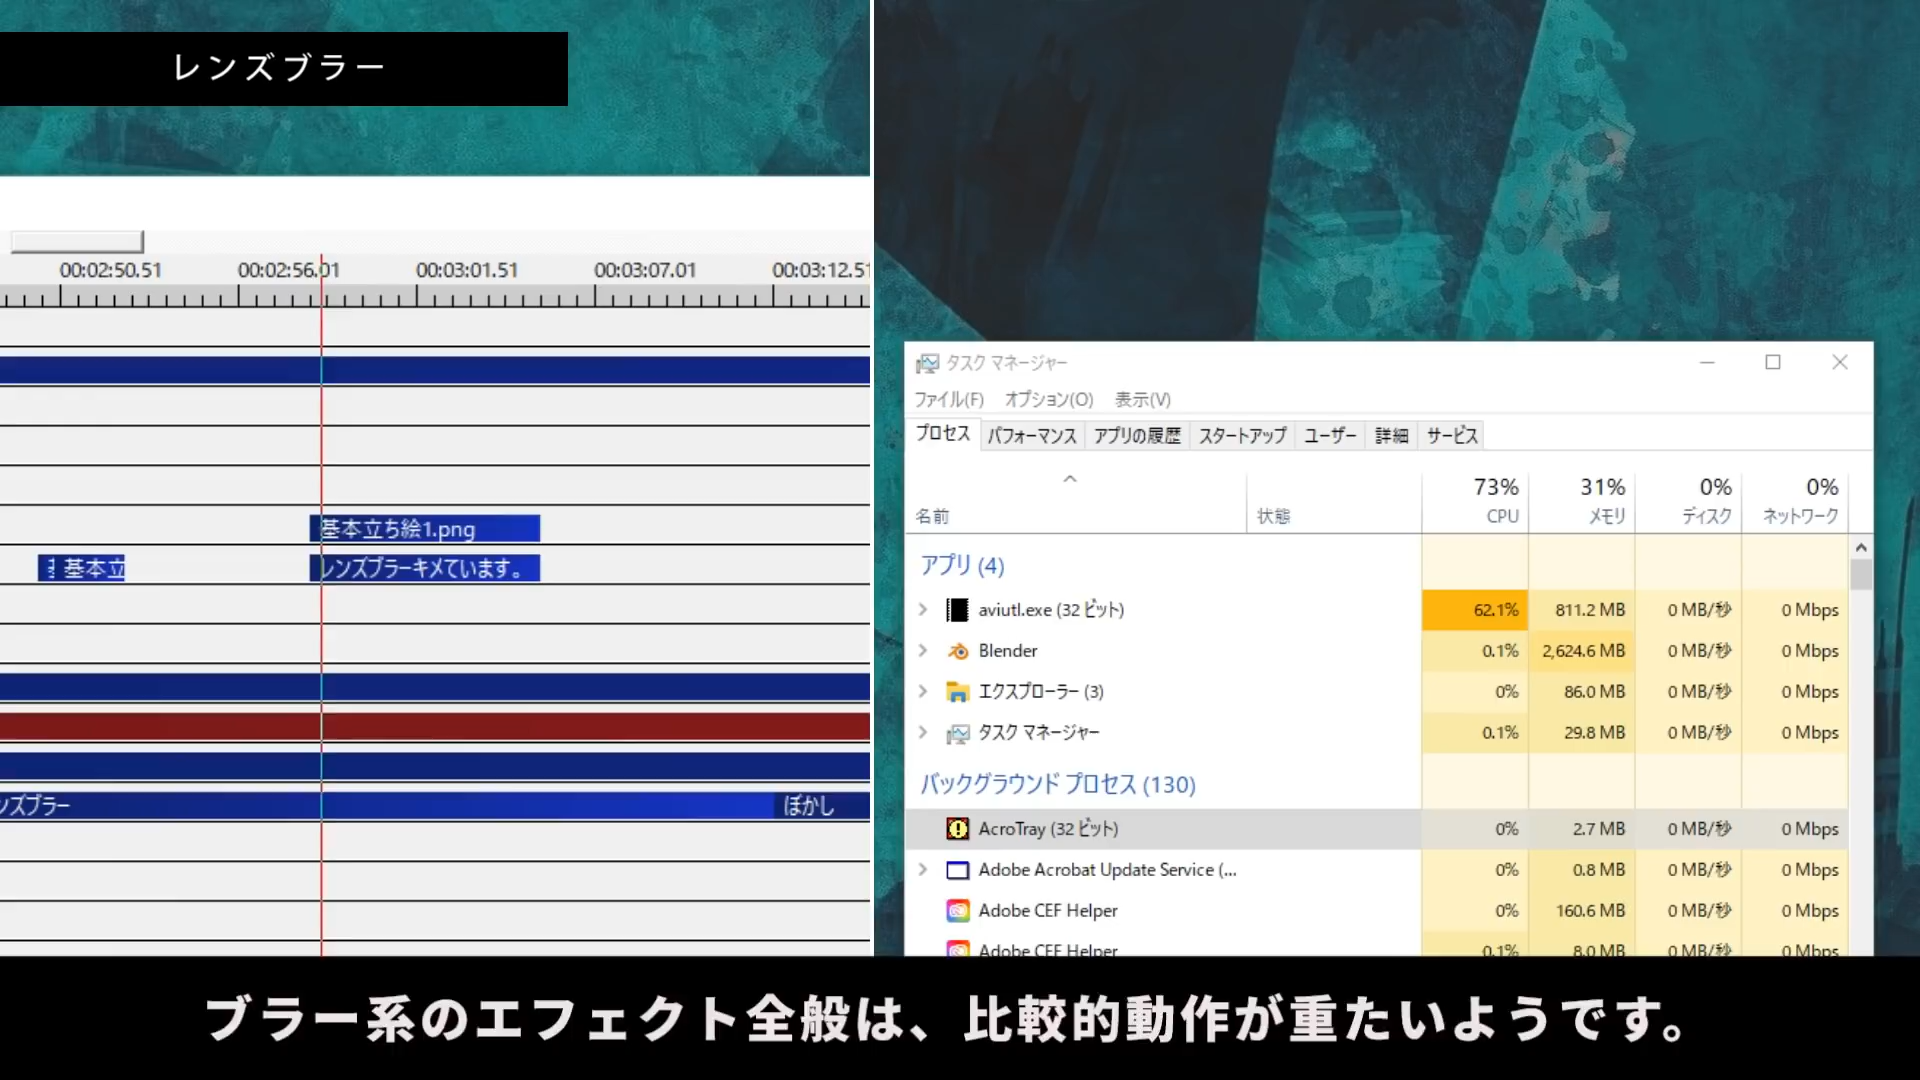 レンズブラー
00:02:50.51 00:02:56.01 00:03:01.51 00:03:07.01 00:03:12.51
基本立ち絵1.png
基本立 レンズブラーキメています。
ンズブラー ぼかし
タスク マネージャー
ファイル(F) オプション(O) 表示(V)
プロセス パフォーマンス アプリの履歴 スタートアップ ユーザー 詳細 サービス
73% 31% 0% 0%
名前 状態 CPU メモリ ディスク ネットワーク
アプリ (4)
aviutl.exe (32 ビット) 62.1% 811.2 MB 0 MB/秒 0 Mbps
Blender 0.1% 2,624.6 MB 0 MB/秒 0 Mbps
エクスプローラー (3) 0% 86.0 MB 0 MB/秒 0 Mbps
タスク マネージャー 0.1% 29.8 MB 0 MB/秒 0 Mbps
バックグラウンド プロセス (130)
AcroTray (32 ビット) 0% 2.7 MB 0 MB/秒 0 Mbps
Adobe Acrobat Update Service (... 0% 0.8 MB 0 MB/秒 0 Mbps
Adobe CEF Helper 0% 160.6 MB 0 MB/秒 0 Mbps
Adobe CEF Helper 0.1% 8.0 MB 0 MB/秒 0 Mbps
ブラー系のエフェクト全般は、比較的動作が重たいようです。